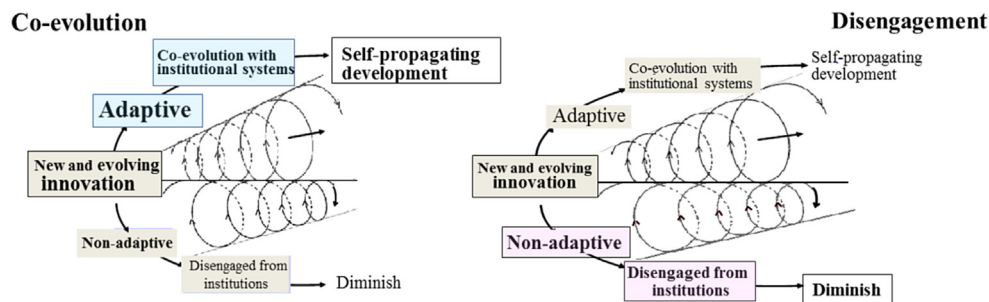 Co-evolution
Co-evolution with
institutional systems
Self-propagating
development
Adaptive
New and evolving
innovation
Non-adaptive
Disengaged from
institutions
Diminish
Disengagement
Self-propagating
development
Co-evolution with
institutional systems
Adaptive
New and evolving
innovation
Non-adaptive
Disengaged from
institutions
Diminish